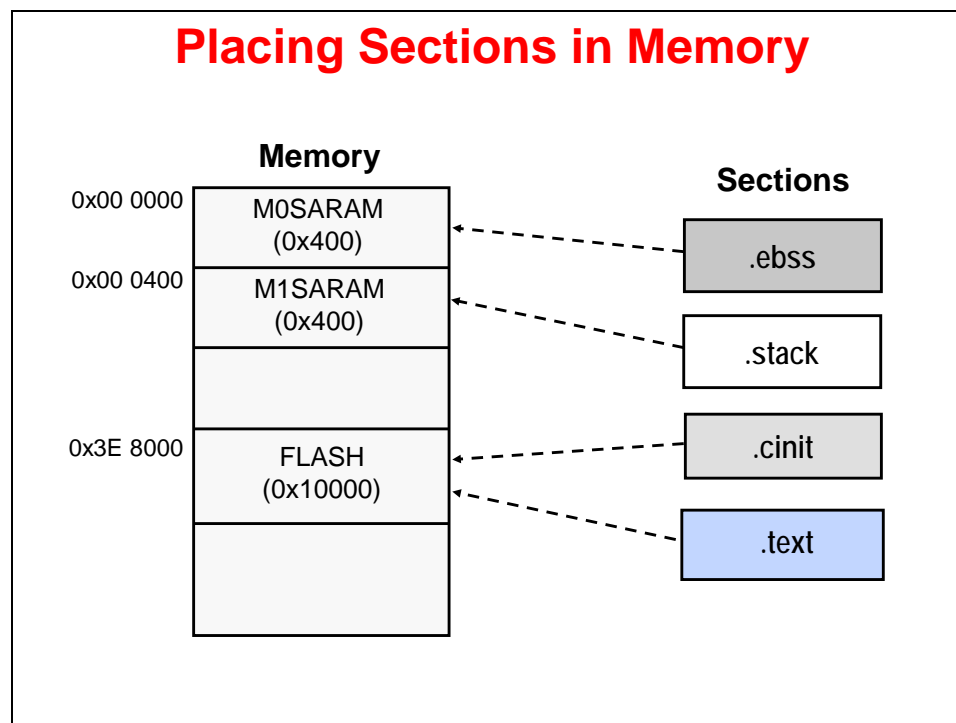 Placing Sections in Memory
Memory
Sections
0x00 0000
M0SARAM
(0x400)
0x00 0400
M1SARAM
(0x400)
0x3E 8000
FLASH
(0x10000)
.ebss
.stack
.cinit
.text